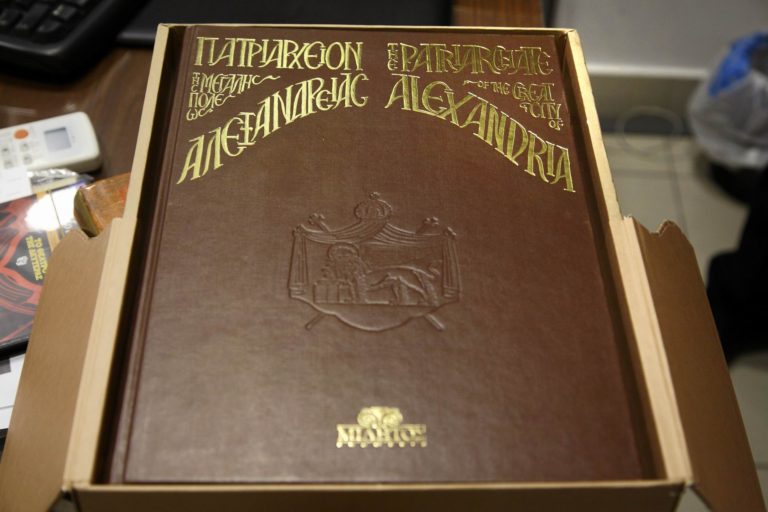 ΠΑΤΡΙΑΡΧΕΙΟΝ
ΤΗΣ ΜΕΓΑΛΗΣ
ΠΟΛΕΩΣ
ΑΛΕΞΑΝΔΡΕΙΑΣ
THE PATRIARCHATE
OF THE GREAT
CITY OF
ALEXANDRIA
ΜΙΛΗΤΟΣ